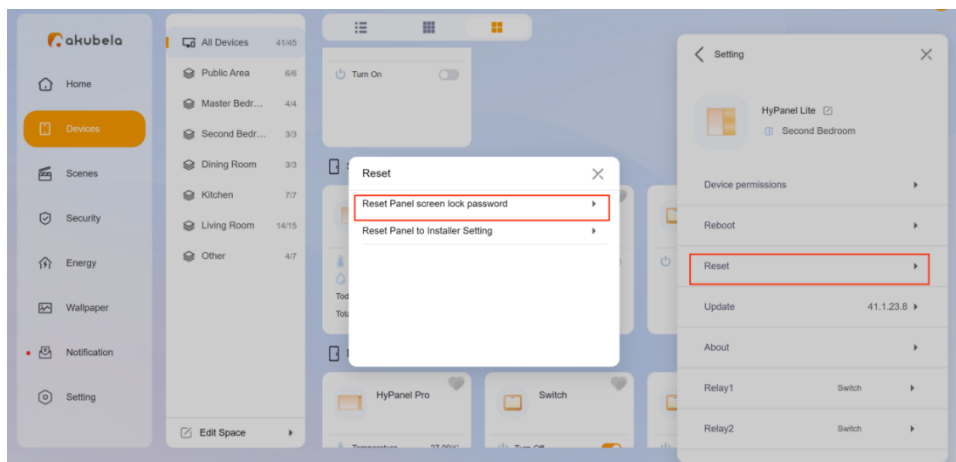 akubela
Home
Devices
Scenes
Security
Energy
Wallpaper
Notification
Setting
All Devices 41/45
Public Area 6/6
Master Bedr... 4/4
Second Bedr... 3/3
Dining Room 3/3
Kitchen 7/7
Living Room 14/15
Other 4/7
Edit Space
Turn On
Reset
Reset Panel screen lock password
Reset Panel to Installer Setting
HyPanel Pro
Switch
Temperature
Turn Off
Setting
HyPanel Lite
Second Bedroom
Device permissions
Reboot
Reset
Update 41.1.23.8
About
Relay1 Switch
Relay2 Switch